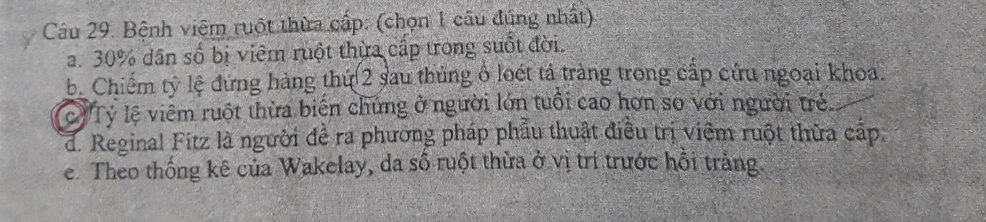 Câu 29. Bệnh viêm ruột thừa cấp: (chọn 1 câu đúng nhất)
a. 30% dân số bị viêm ruột thừa cấp trong suốt đời.
b. Chiếm tỷ lệ đứng hàng thứ 2 sau thủng ổ loét tá tràng trong cấp cứu ngoại khoa.
c. Tỷ lệ viêm ruột thừa biến chứng ở người lớn tuổi cao hơn so với người trẻ.
d. Reginal Fitz là người đề ra phương pháp phẫu thuật điều trị viêm ruột thừa cấp.
e. Theo thống kê của Wakelay, đa số ruột thừa ở vị trí trước hồi tràng.